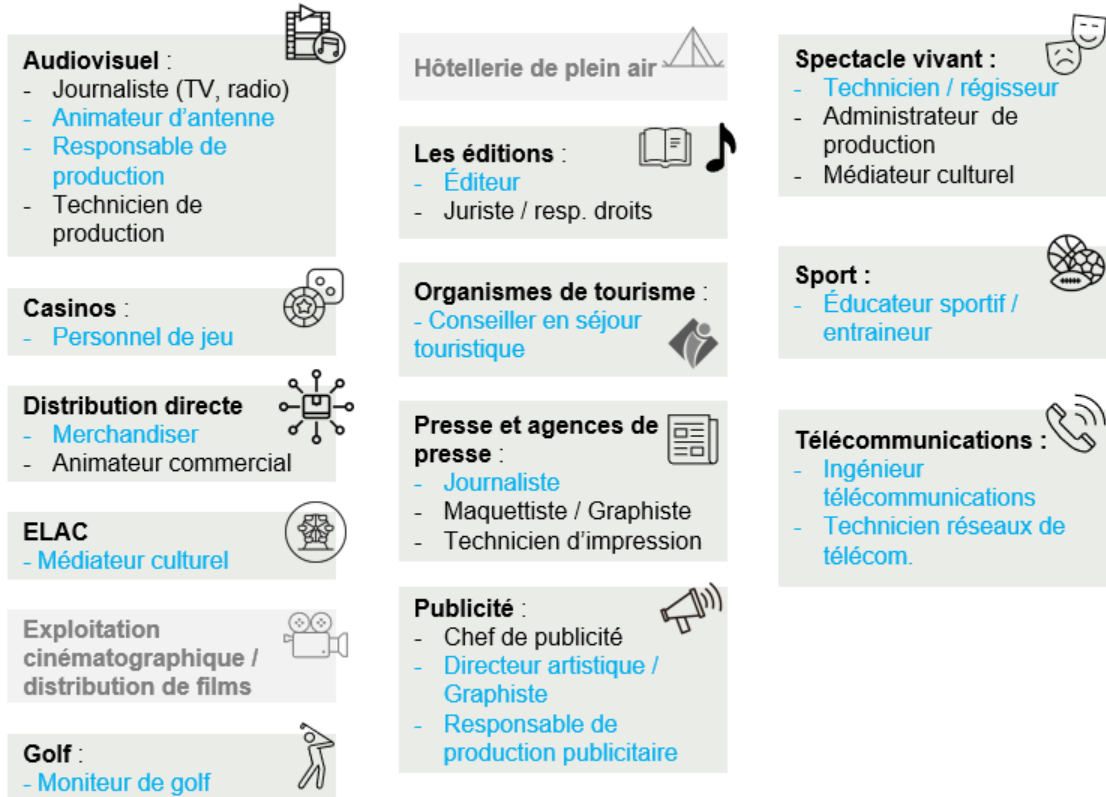 Audiovisuel :
- Journaliste (TV, radio)
- Animateur d'antenne
- Responsable de
production
- Technicien de
production
Casinos :
- Personnel de jeu
Distribution directe
- Merchandiser
- Animateur commercial
ELAC
- Médiateur culturel
Exploitation
cinématographique /
distribution de films
Golf :
- Moniteur de golf
Hôtellerie de plein air
Les éditions :
- Éditeur
- Juriste / resp. droits
Organismes de tourisme :
- Conseiller en séjour
touristique
Presse et agences de
presse :
- Journaliste
- Maquettiste / Graphiste
- Technicien d'impression
Publicité :
- Chef de publicité
- Directeur artistique /
Graphiste
- Responsable de
production publicitaire
Spectacle vivant :
- Technicien / régisseur
- Administrateur de
production
- Médiateur culturel
Sport :
- Éducateur sportif /
entraineur
Télécommunications :
- Ingénieur
télécommunications
- Technicien réseaux de
télécom.